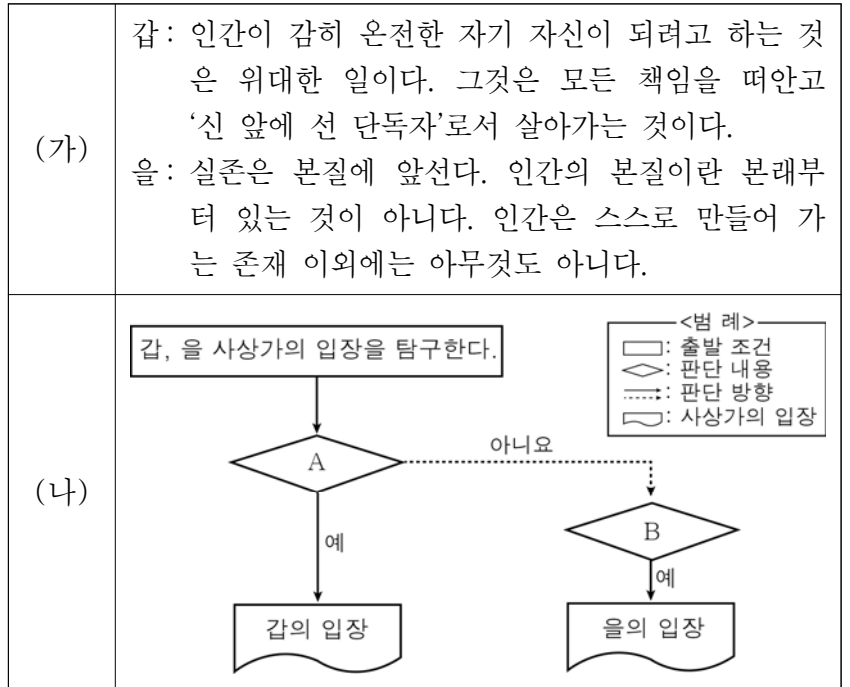 (가)
갑: 인간이 감히 온전한 자기 자신이 되려고 하는 것
은 위대한 일이다. 그것은 모든 책임을 떠안고
‘신 앞에 선 단독자’로서 살아가는 것이다.
을: 실존은 본질에 앞선다. 인간의 본질이란 본래부
터 있는 것이 아니다. 인간은 스스로 만들어 가
는 존재 이외에는 아무것도 아니다.
(나)
갑, 을 사상가의 입장을 탐구한다.
<범 례>
: 출발 조건
: 판단 내용
: 판단 방향
: 사상가의 입장
A
아니요
B
예
예
갑의 입장
을의 입장